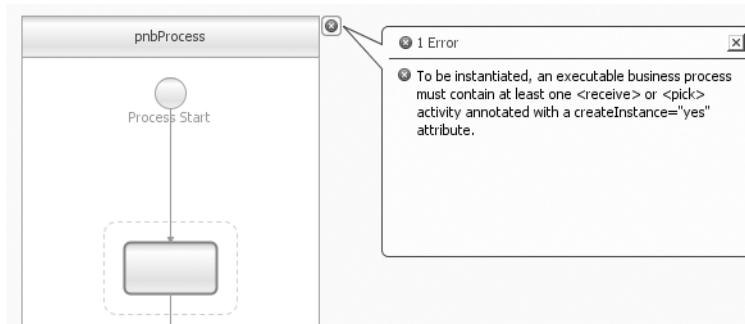 pnbProcess
Process Start
1 Error
To be instantiated, an executable business process
must contain at least one <receive> or <pick>
activity annotated with a createInstance="yes"
attribute.